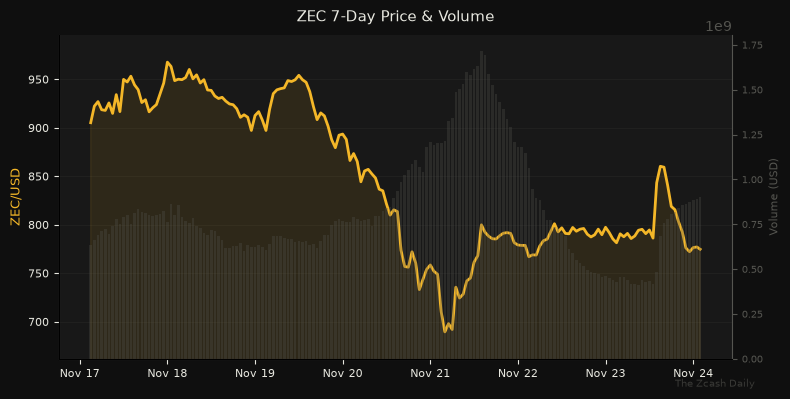 ZEC 7-Day Price & Volume
1e9
950
900
850
800
750
700
ZEC/USD
1.75
1.50
1.25
1.00
0.75
0.50
0.25
0.00
Volume (USD)
Nov 17 Nov 18 Nov 19 Nov 20 Nov 21 Nov 22 Nov 23 Nov 24
The Zcash Daily